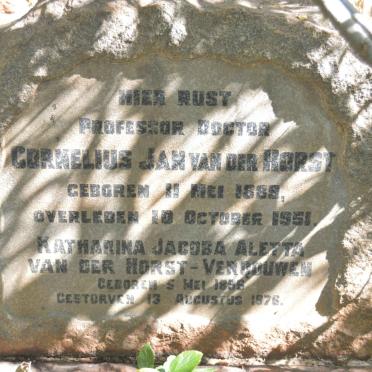 HIER RUST
PROFESSOR DOCTOR
CORNELIUS JAN VAN DER HORST
GEBOREN 11 MEI 1889,
OVERLEDEN 10 OCTOBER 1951.
KATHARINA JACOBA ALETTA
VAN DER HORST-VERHOUWEN
GEBOREN 5 MEI
GESTORVEN 13 AUGUSTUS 1976.